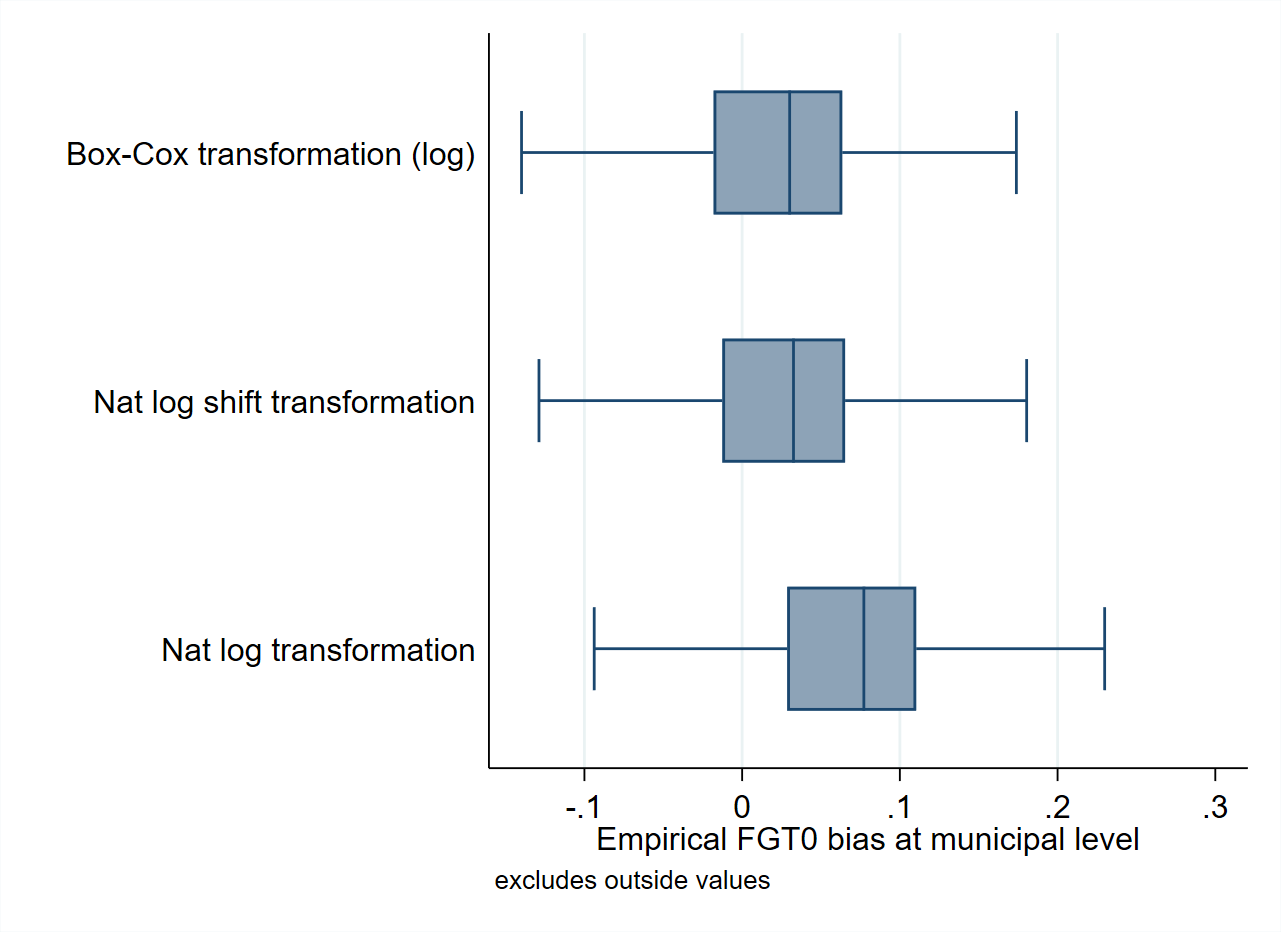 Box-Cox transformation (log)
Nat log shift transformation
Nat log transformation
-.1 0 .1 .2 .3
Empirical FGT0 bias at municipal level
excludes outside values